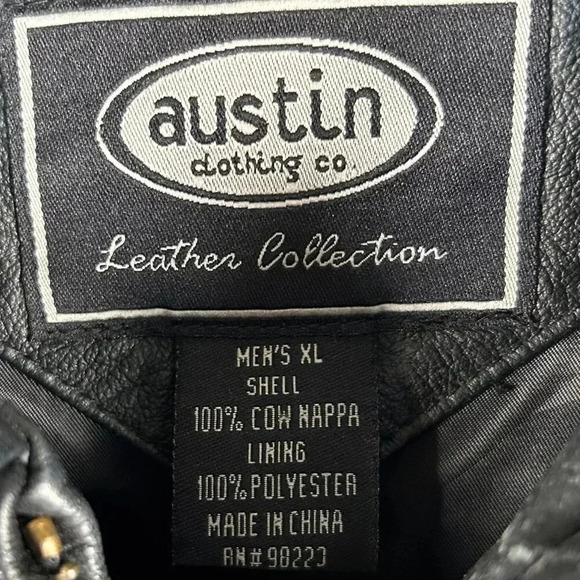 austin
clothing co.
Leather Collection
MEN'S XL
SHELL
100% COW NAPPA
LINING
100% POLYESTER
MADE IN CHINA
RN# 98223